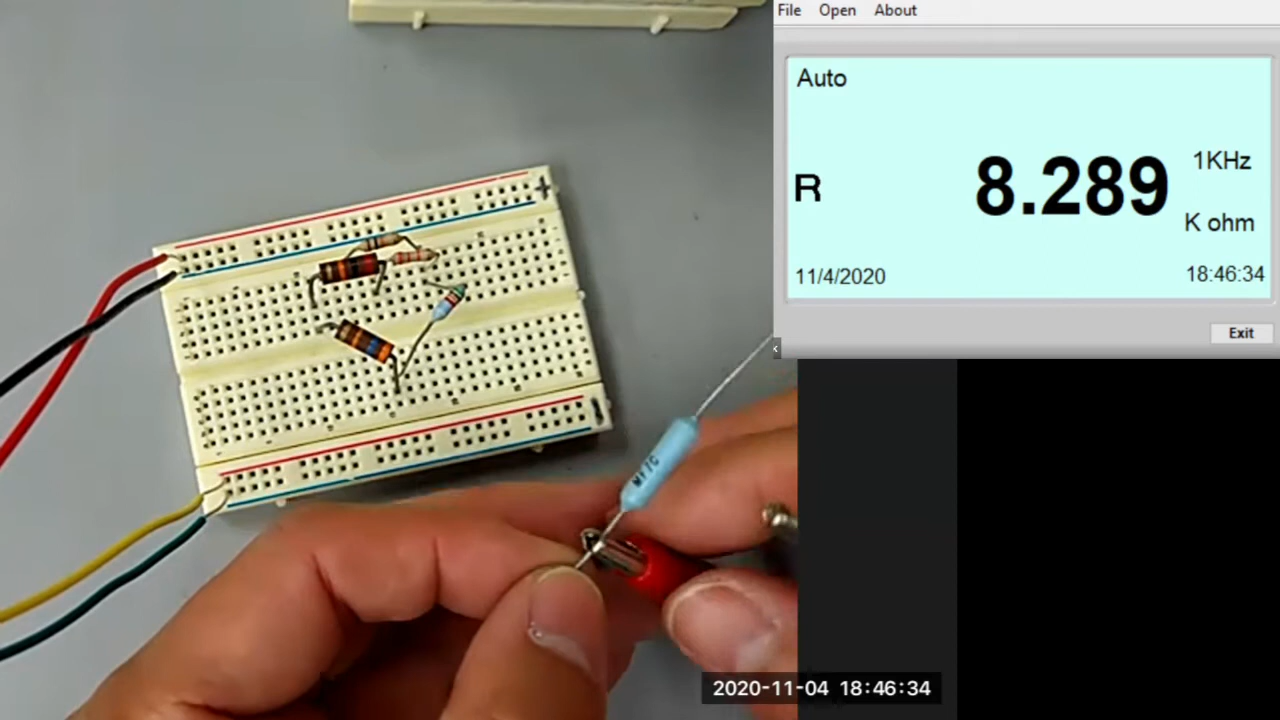 File Open About
Auto
1KHz
R 8.289
K ohm
11/4/2020 18:46:34
Exit
MF7C
2020-11-04 18:46:34